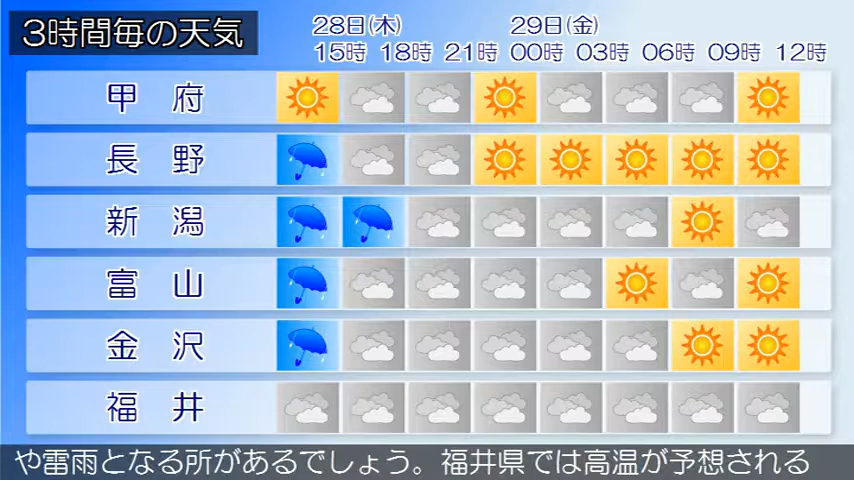 3時間毎の天気
28日(木) 29日(金)
15時 18時 21時 00時 03時 06時 09時 12時
甲府
長野
新潟
富山
金沢
福井
や雷雨となる所があるでしょう。福井県では高温が予想される